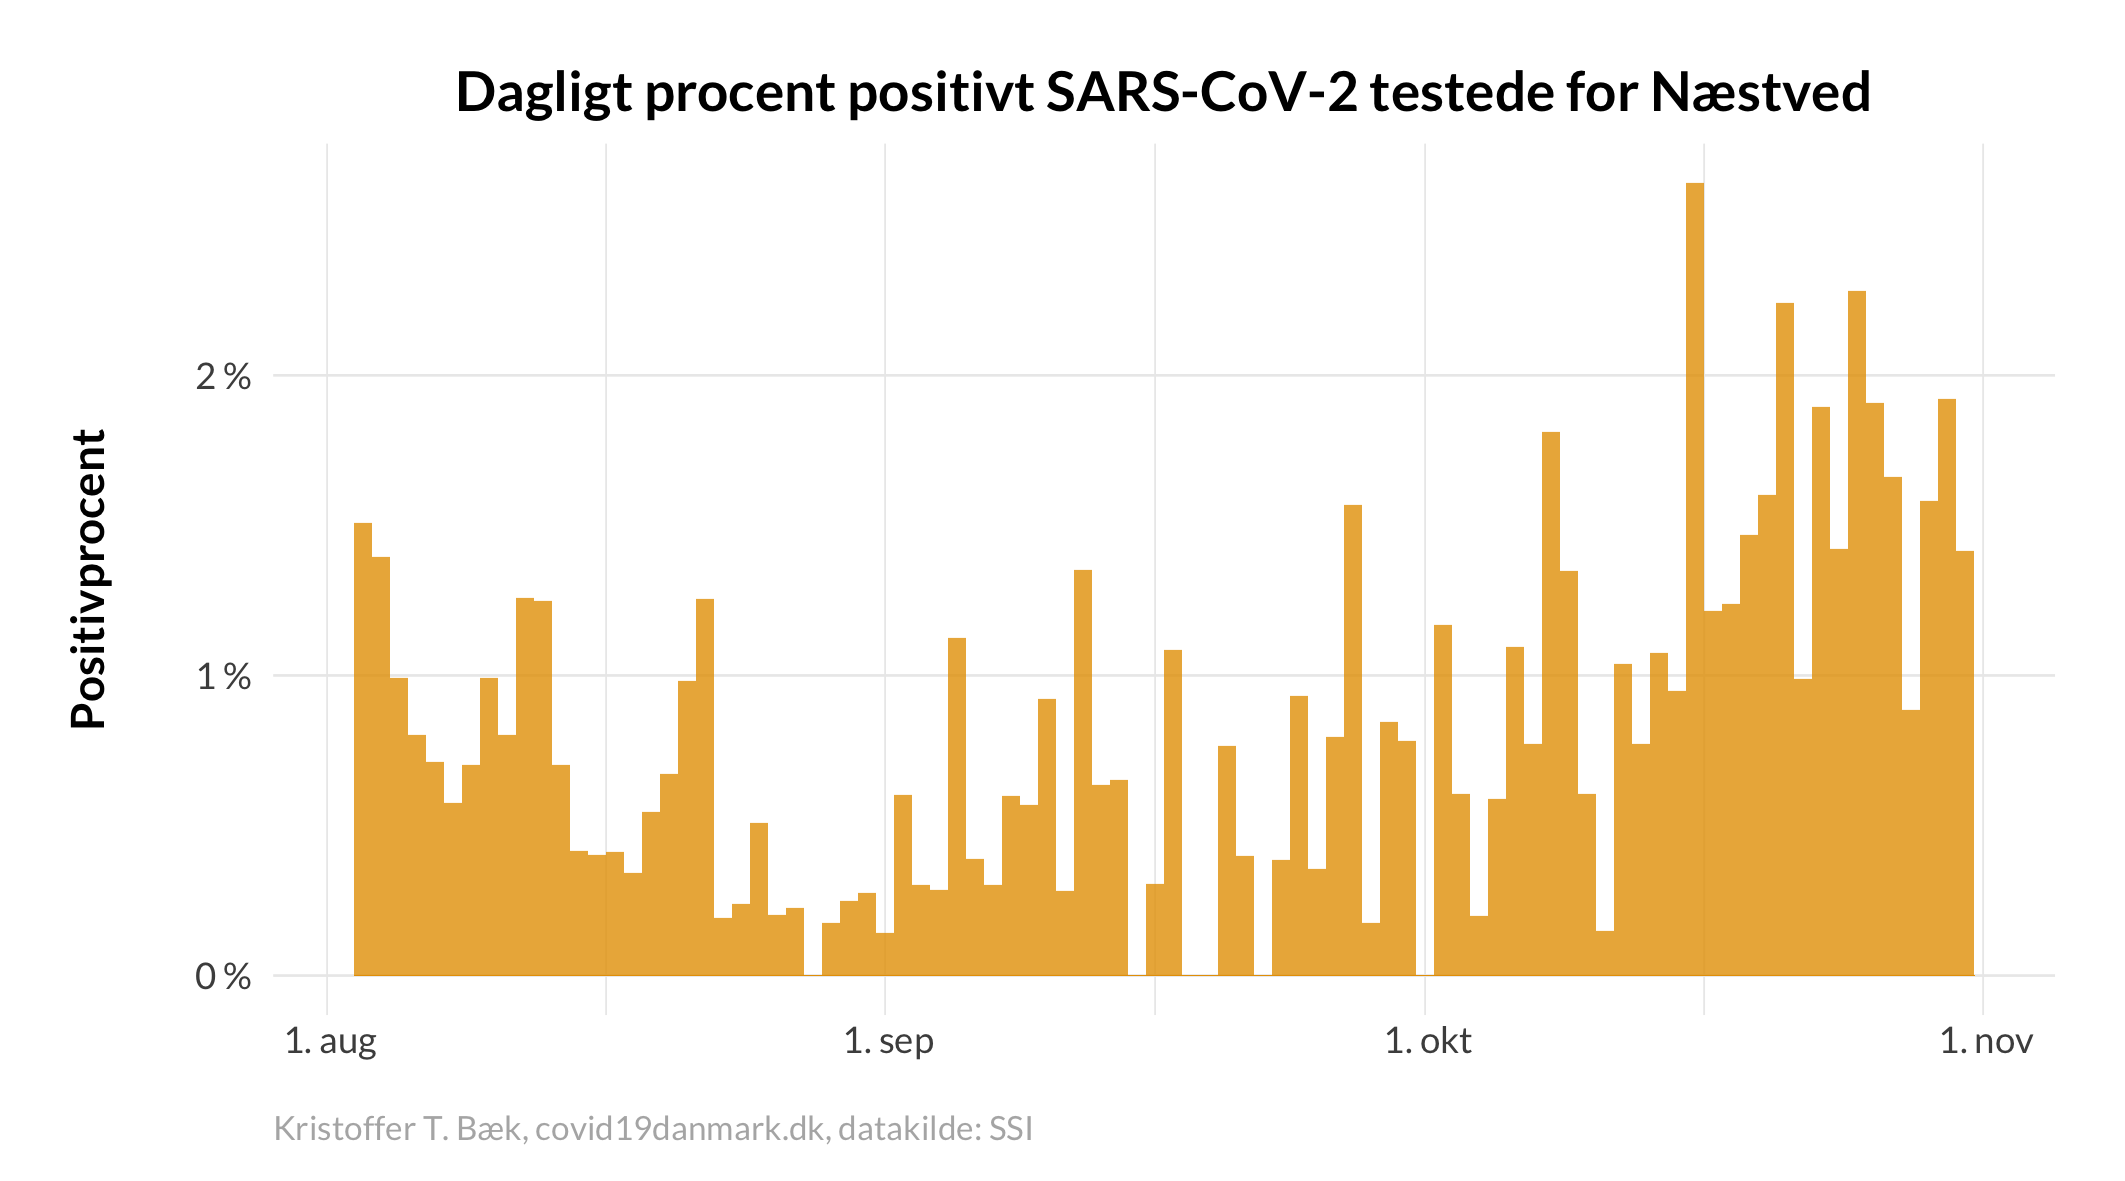 Dagligt procent positivt SARS-CoV-2 testede for Næstved
Positivprocent
2 %
1 %
0 %
1. aug
1. sep
1. okt
1. nov
Kristoffer T. Bæk, covid19danmark.dk, datakilde: SSI